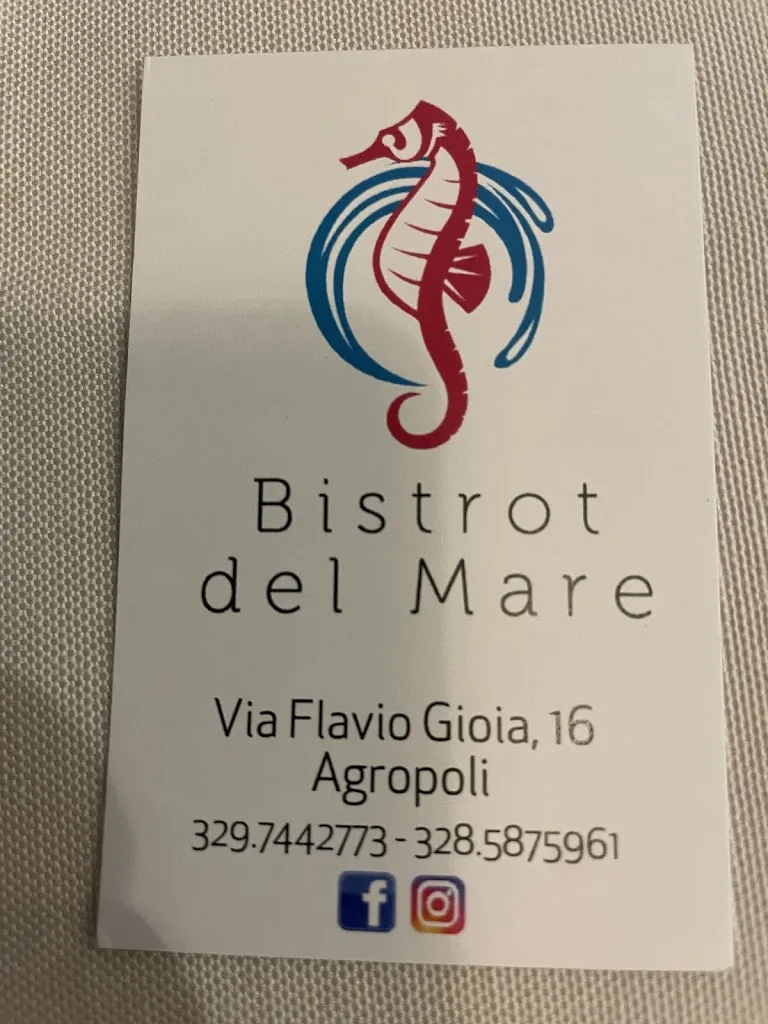 Bistrot
del Mare
Via Flavio Gioia, 16
Agropoli
329.7442773 - 328.5875961